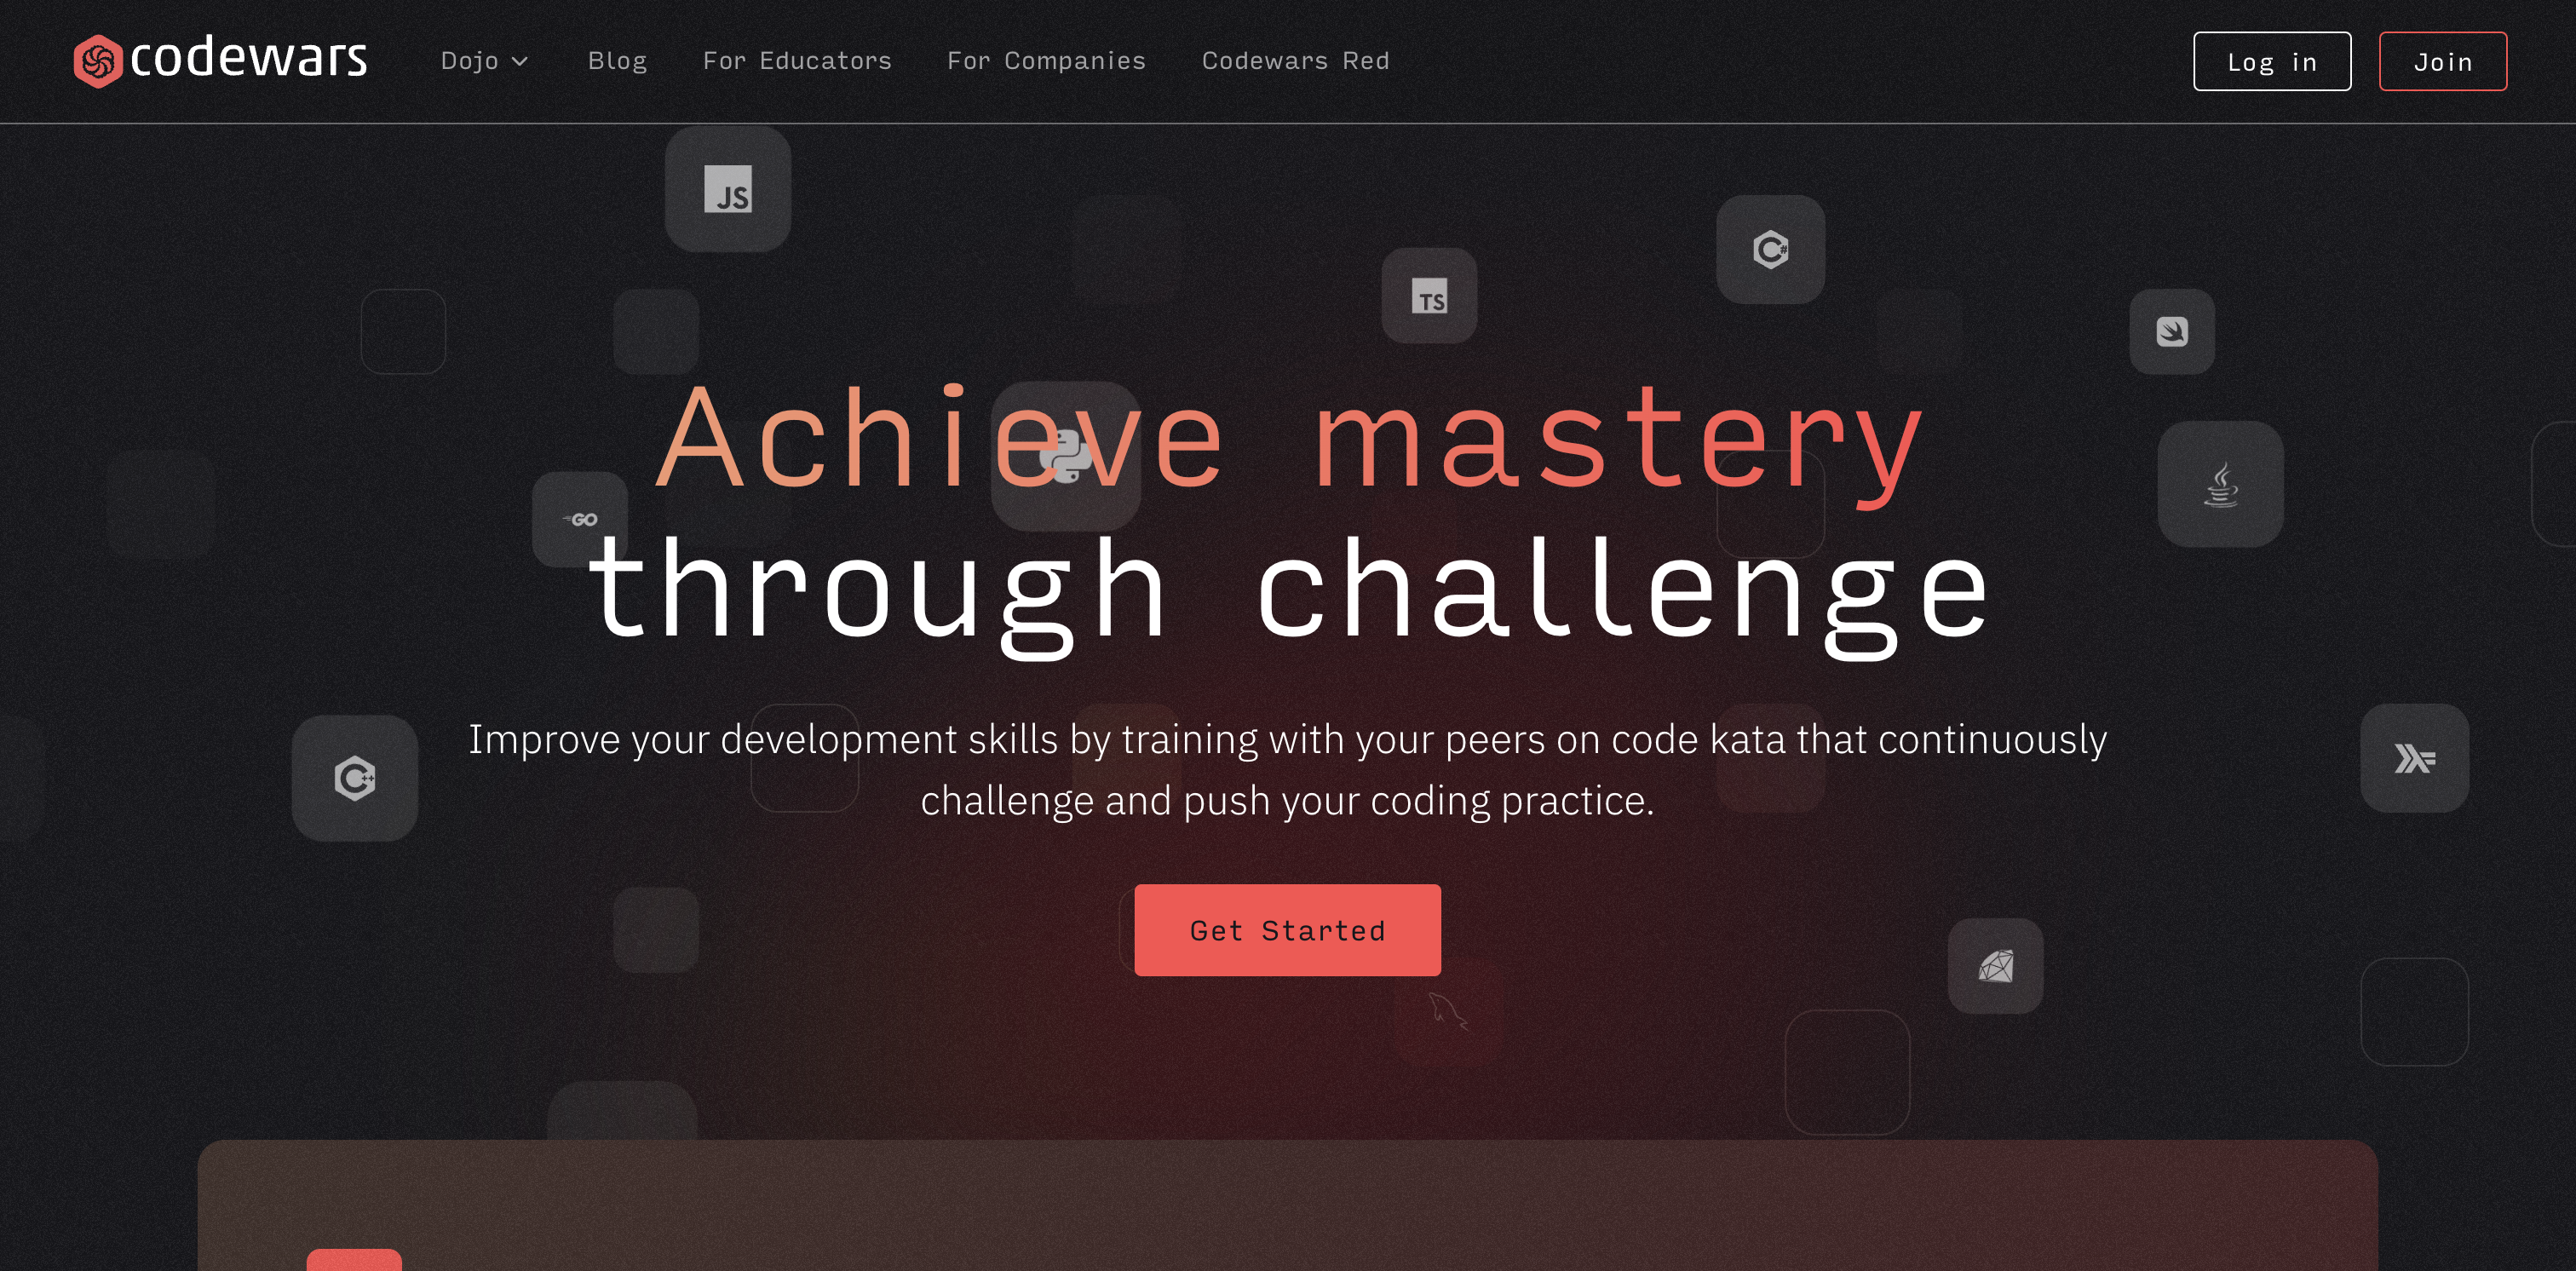 codewars
Dojo Blog For Educators For Companies Codewars Red
Log in Join
JS
C#
TS
Achieve mastery
GO
through challenge
Improve your development skills by training with your peers on code kata that continuously
challenge and push your coding practice.
C++
Get Started